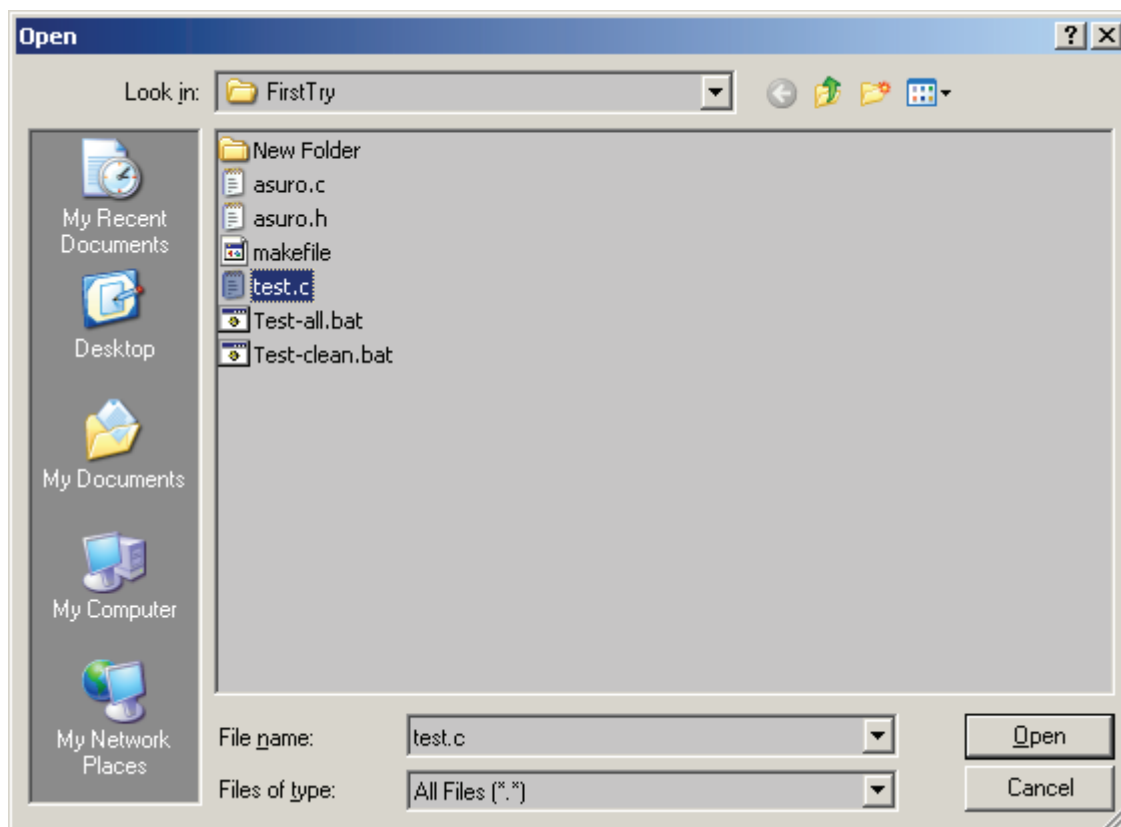 Open
Look in: FirstTry
New Folder
asuro.c
asuro.h
makefile
test.c
Test-all.bat
Test-clean.bat
My Recent
Documents
Desktop
My Documents
My Computer
My Network
Places
File name: test.c Open
Files of type: All Files (*.*) Cancel